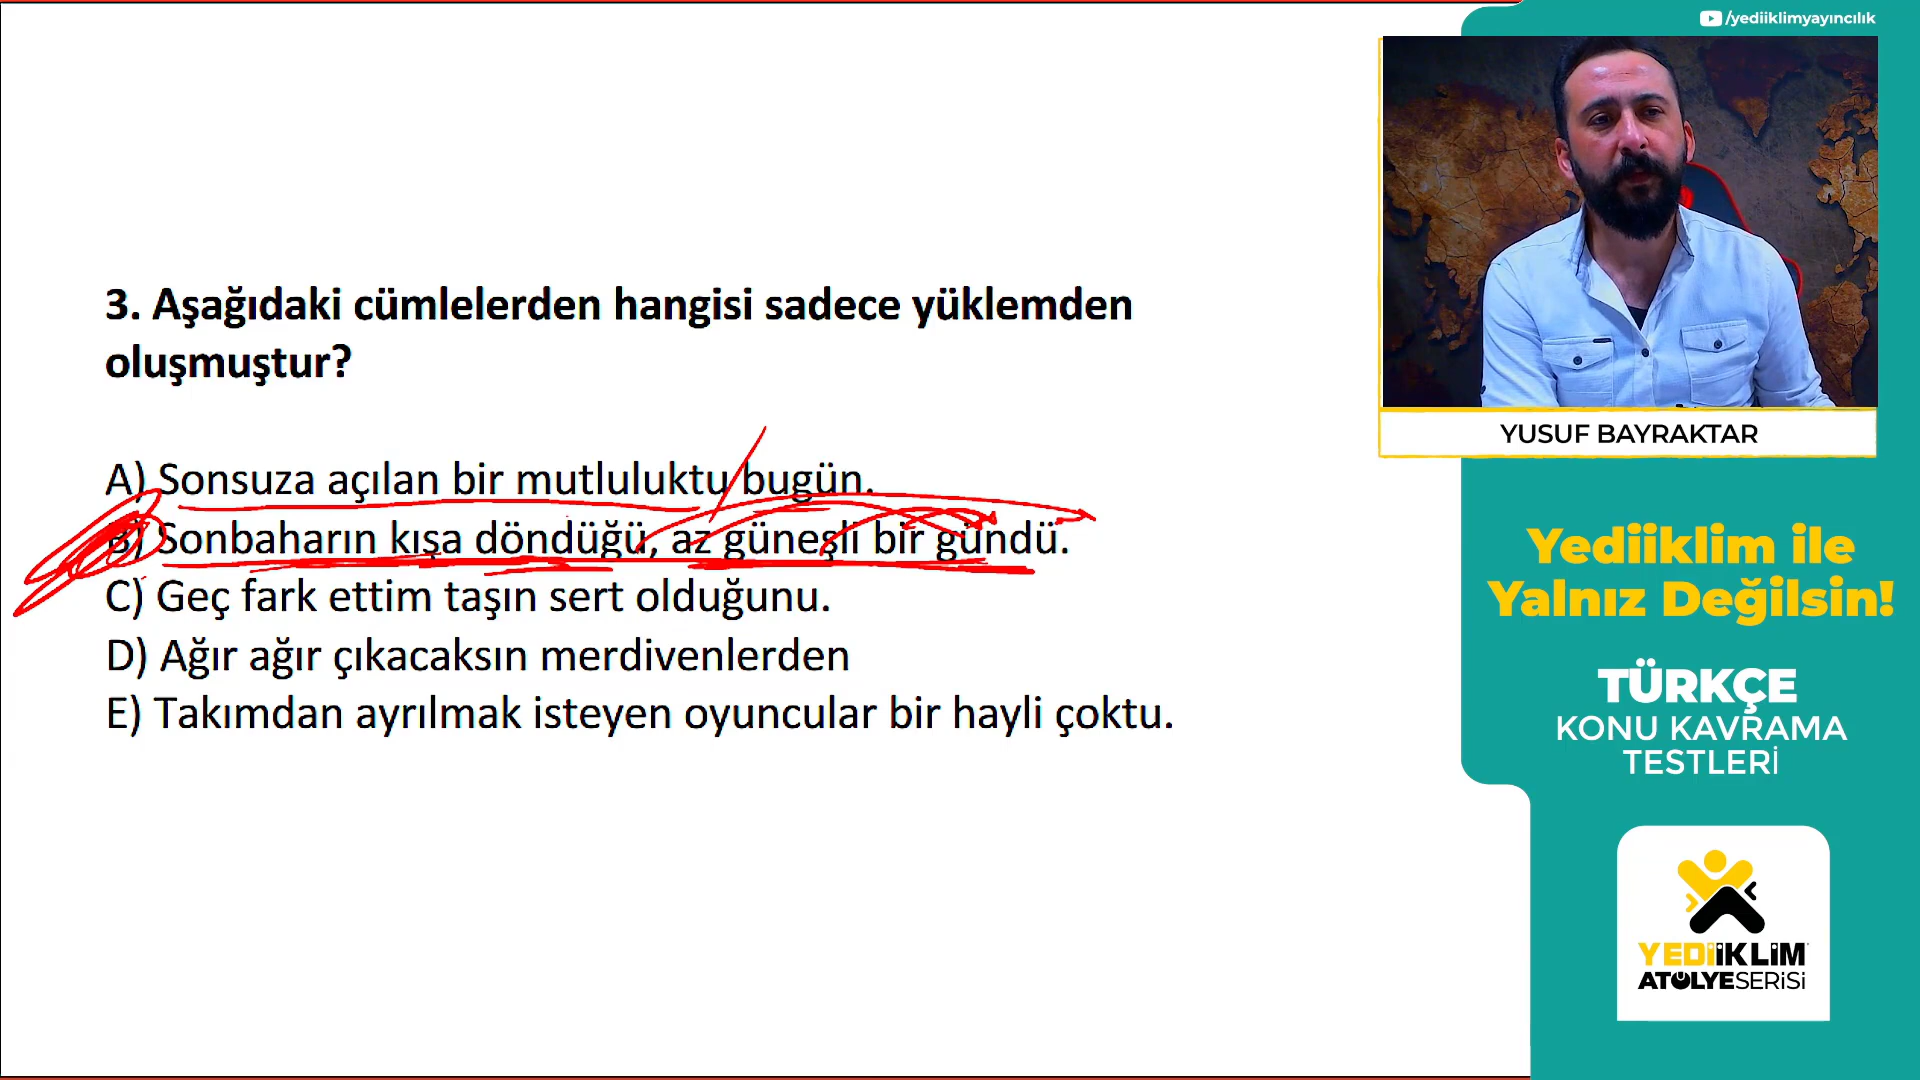 /yediiklimyayıncılık
3. Aşağıdaki cümlelerden hangisi sadece yüklemden
oluşmuştur?
A) Sonsuza açılan bir mutluluktu bugün.
B) Sonbaharın kışa döndüğü, az güneşli bir gündü.
C) Geç fark ettim taşın sert olduğunu.
D) Ağır ağır çıkacaksın merdivenlerden
E) Takımdan ayrılmak isteyen oyuncular bir hayli çoktu.
YUSUF BAYRAKTAR
Yediiklim ile
Yalnız Değilsin!
TÜRKÇE
KONU KAVRAMA
TESTLERİ
YEDİİKLİM
ATÖLYESERİSİ